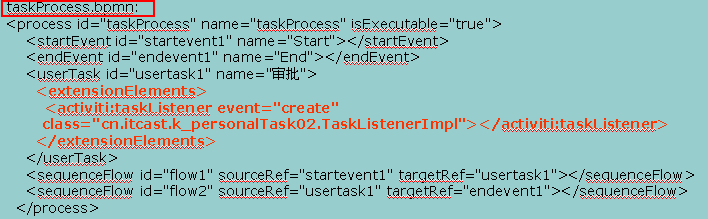 taskProcess.bpmn:
<process id="taskProcess" name="taskProcess" isExecutable="true">
<startEvent id="startevent1" name="Start"></startEvent>
<endEvent id="endevent1" name="End"></endEvent>
<userTask id="usertask1" name="审批">
<extensionElements>
<activiti:taskListener event="create"
class="cn.itcast.k_personalTask02.TaskListenerImpl"></activiti:taskListener>
</extensionElements>
</userTask>
<sequenceFlow id="flow1" sourceRef="startevent1" targetRef="usertask1"></sequenceFlow>
<sequenceFlow id="flow2" sourceRef="usertask1" targetRef="endevent1"></sequenceFlow>
</process>